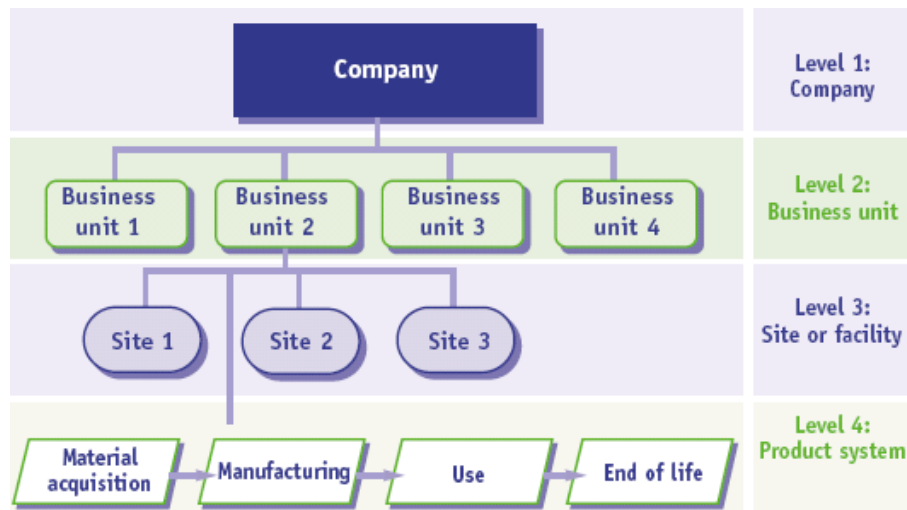 Company
Level 1:
Company
Business
unit 1
Business
unit 2
Business
unit 3
Business
unit 4
Level 2:
Business unit
Site 1
Site 2
Site 3
Level 3:
Site or facility
Material
acquisition
Manufacturing
Use
End of life
Level 4:
Product system